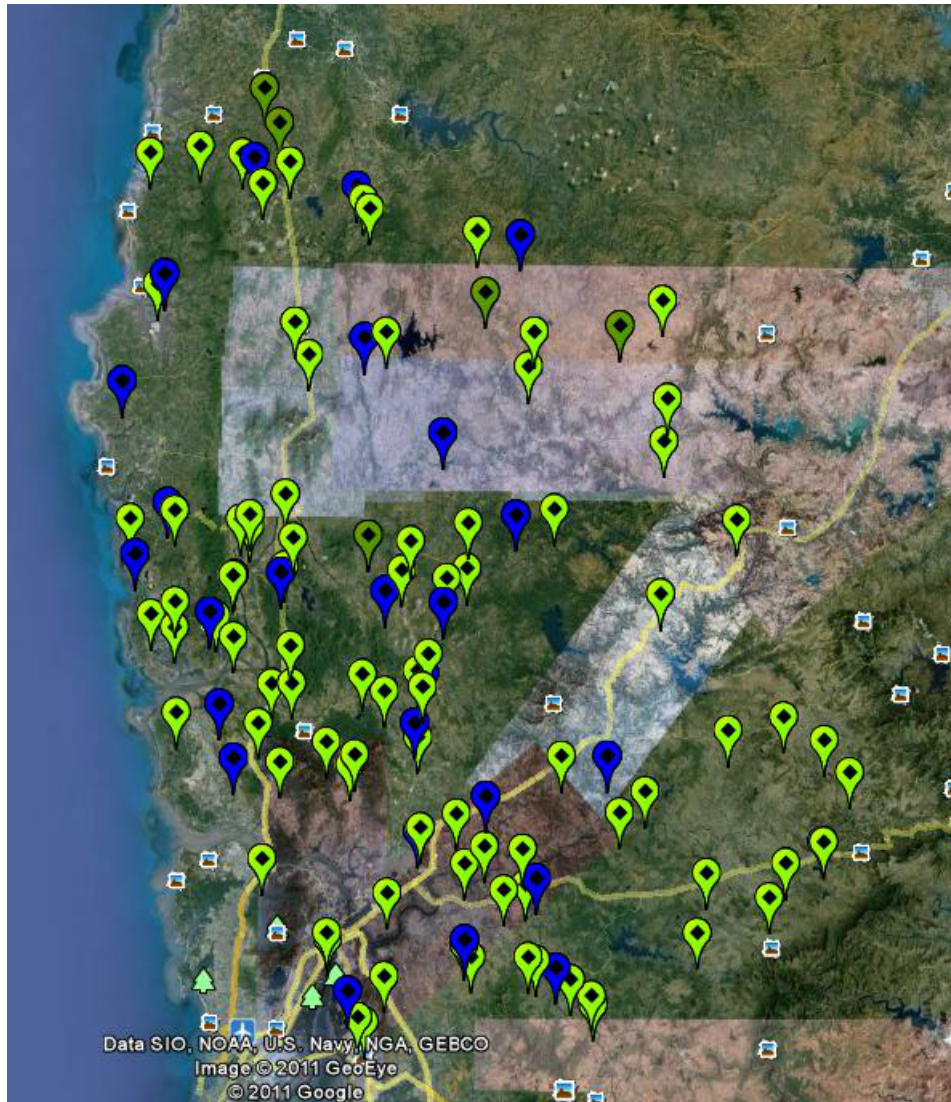 Data SIO, NOAA, U.S. Navy, NGA, GEBCO
Image © 2011 GeoEye
© 2011 Google